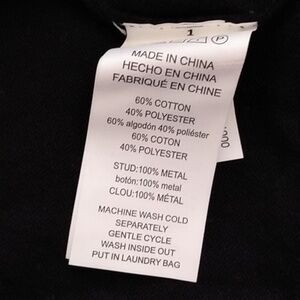 1
P
MADE IN CHINA
HECHO EN CHINA
FABRIQUÉ EN CHINE
60% COTTON
40% POLYESTER
60% algodón 40% poliéster
60% COTON
40% POLYESTER
STUD:100% METAL
botón:100% metal
CLOU:100% MÉTAL
MACHINE WASH COLD
SEPARATELY
GENTLE CYCLE
WASH INSIDE OUT
PUT IN LAUNDRY BAG